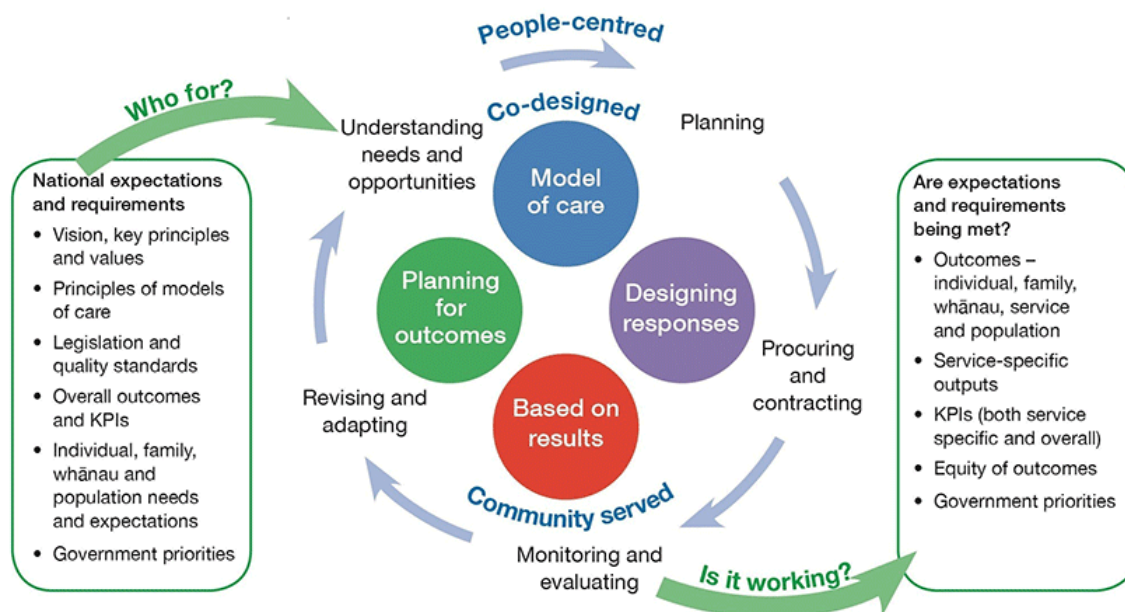 People-centred
Who for?
Co-designed
Understanding
needs and
opportunities
Planning
Model
of care
National expectations
and requirements
• Vision, key principles
and values
• Principles of models
of care
• Legislation and
quality standards
• Overall outcomes
and KPIs
• Individual, family,
whānau and
population needs
and expectations
• Government priorities
Planning
for
outcomes
Designing
responses
Procuring
and
contracting
Revising and
adapting
Based on
results
Community served
Monitoring and
evaluating
Is it working?
Are expectations
and requirements
being met?
• Outcomes –
individual, family,
whānau, service
and population
• Service-specific
outputs
• KPIs (both service
specific and overall)
• Equity of outcomes
• Government priorities